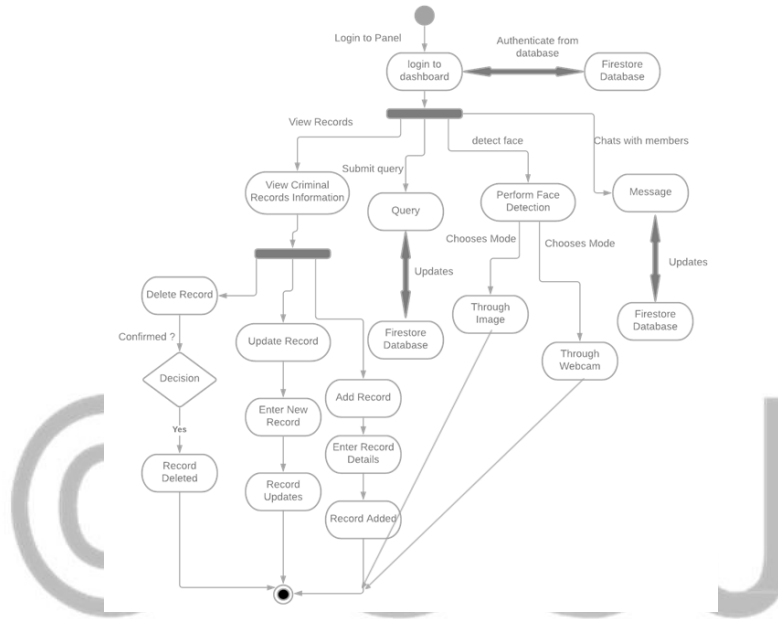 Login to Panel
login to
dashboard
Authenticate from
database
Firestore
Database
View Records
Submit query
detect face
Chats with members
View Criminal
Records Information
Query
Perform Face
Detection
Message
Chooses Mode
Chooses Mode
Updates
Updates
Delete Record
Through
Image
Firestore
Database
Confirmed ?
Update Record
Firestore
Database
Through
Webcam
Decision
Add Record
Enter New
Record
Yes
Enter Record
Details
Record
Deleted
Record
Updates
Record Added